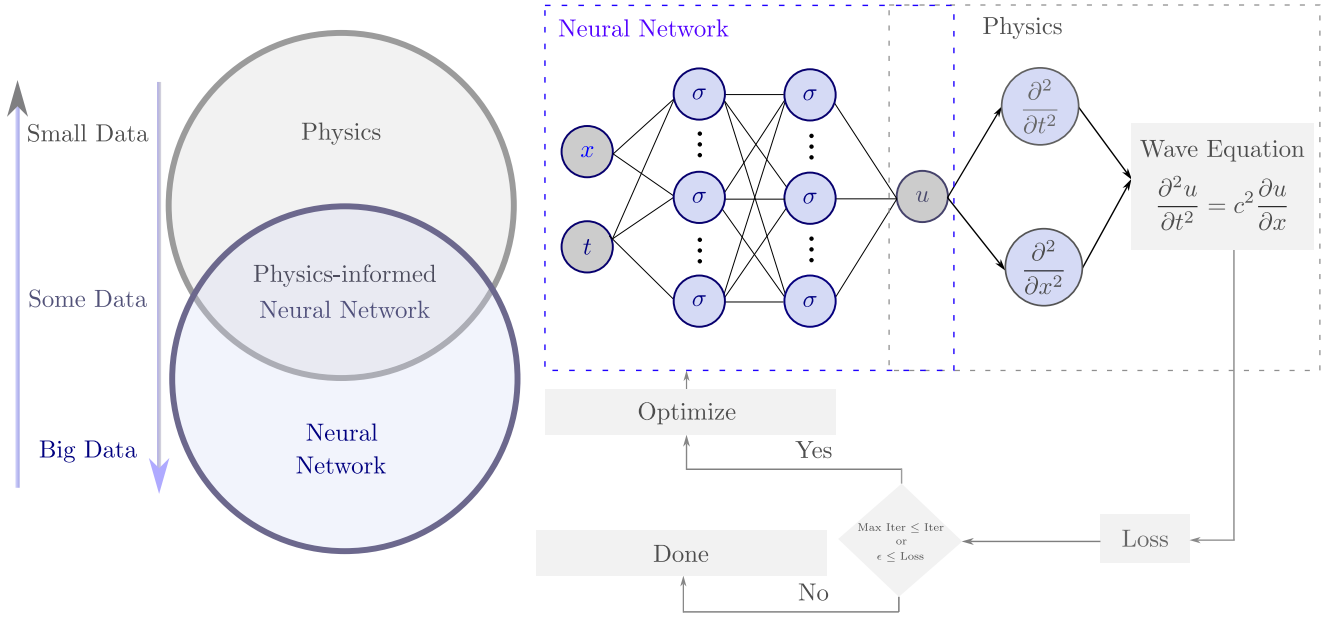 Small Data
Some Data
Big Data
Physics
Physics-informed
Neural Network
Neural
Network
Neural Network
Physics
x
t
σ
σ
σ
σ
σ
σ
u
∂²/∂t²
∂²/∂x²
Wave Equation
∂²u/∂t² = c² ∂u/∂x
Optimize
Yes
Max Iter ≤ Iter
or
ϵ ≤ Loss
Loss
Done
No